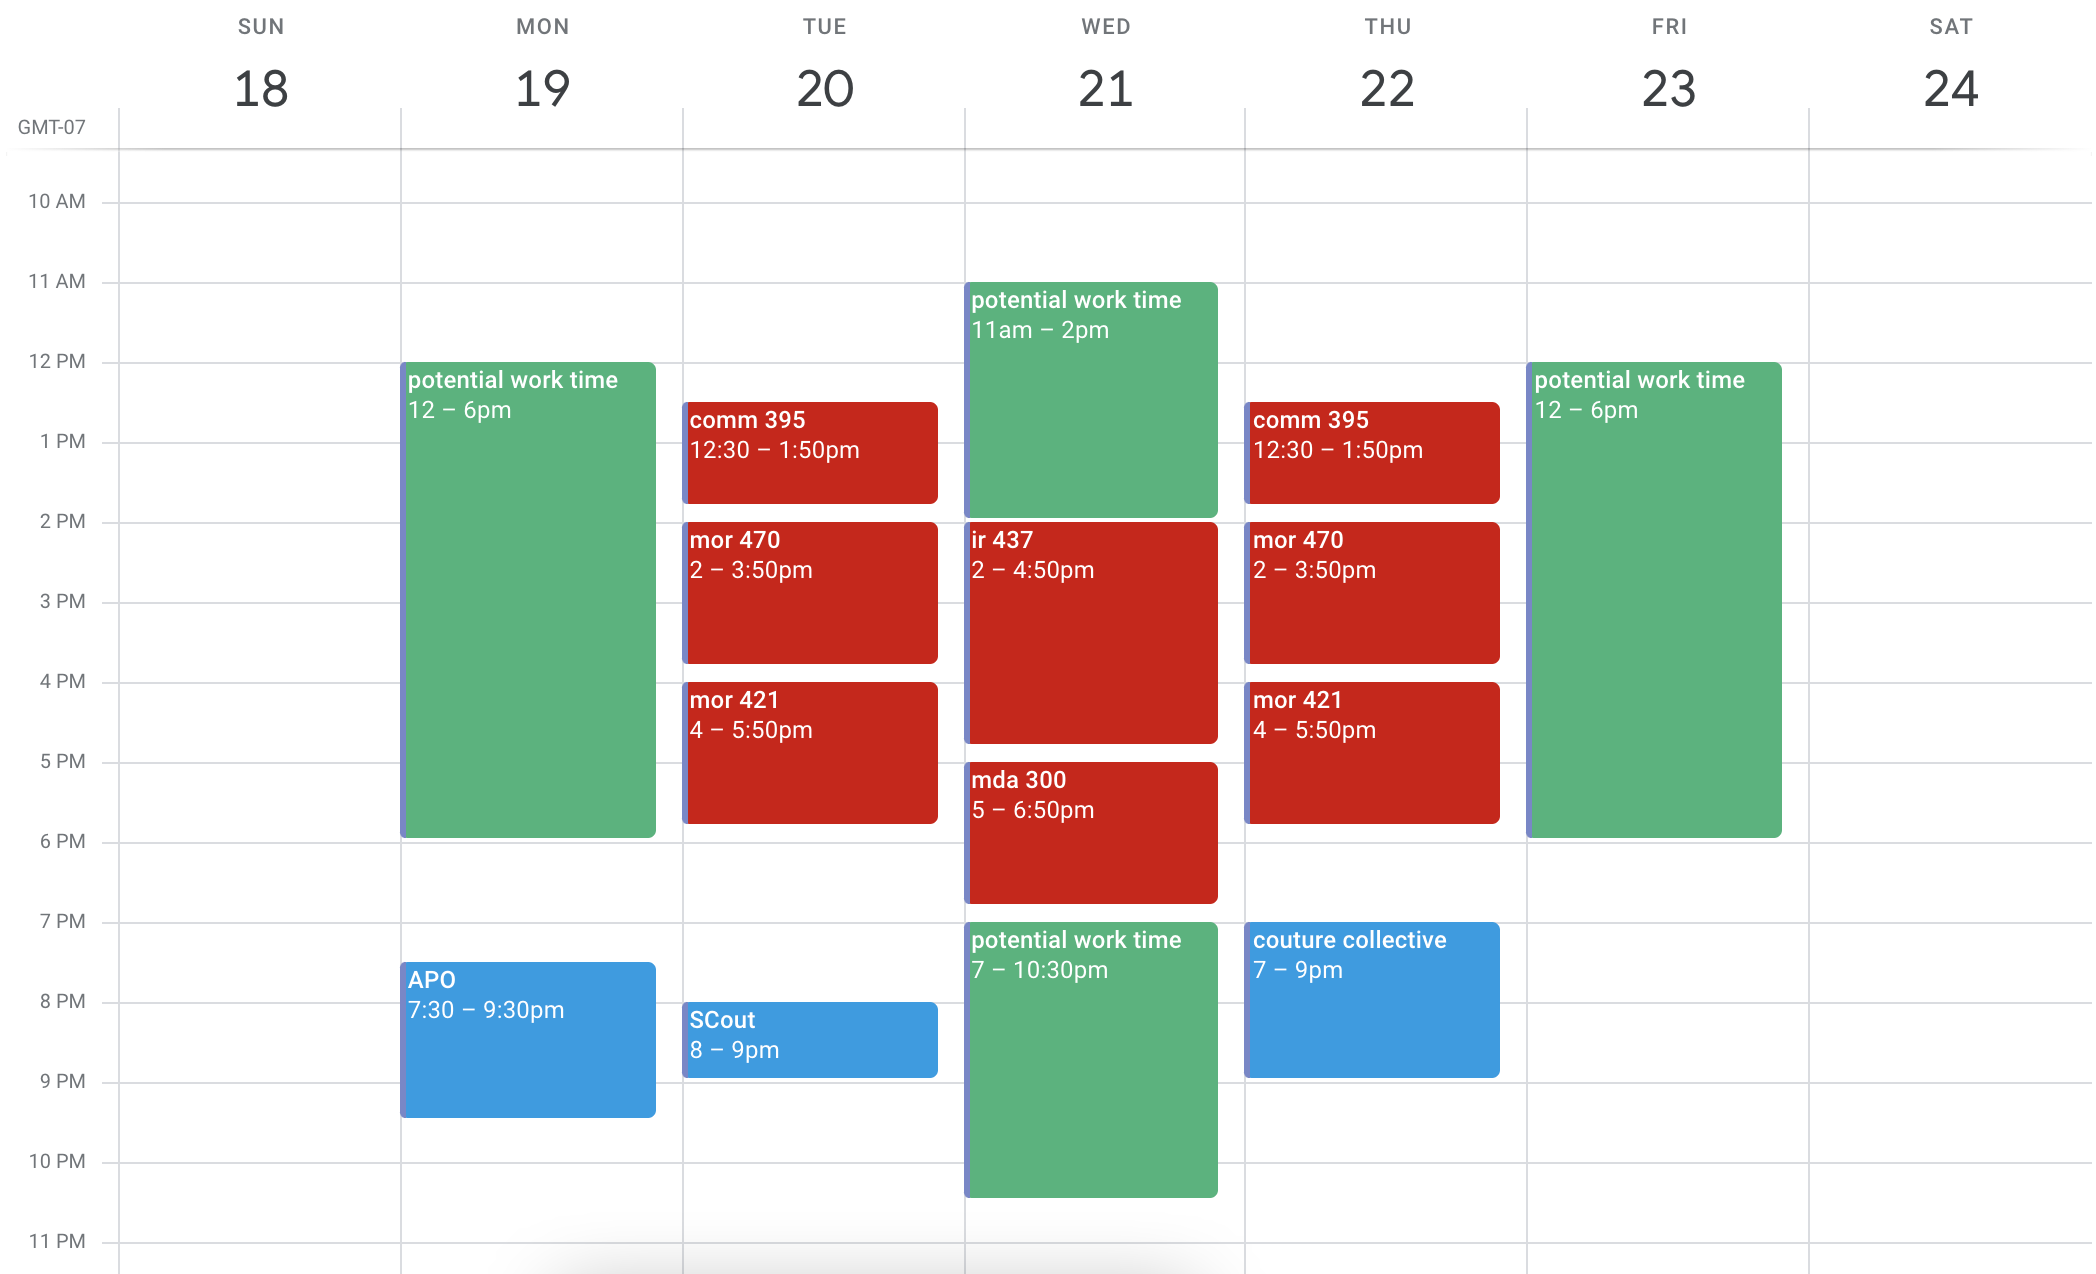 SUN
18
MON
19
TUE
20
WED
21
THU
22
FRI
23
SAT
24
GMT-07
10 AM
11 AM
12 PM
1 PM
2 PM
3 PM
4 PM
5 PM
6 PM
7 PM
8 PM
9 PM
10 PM
11 PM
potential work time
12 – 6pm
APO
7:30 – 9:30pm
comm 395
12:30 – 1:50pm
mor 470
2 – 3:50pm
mor 421
4 – 5:50pm
SCout
8 – 9pm
potential work time
11am – 2pm
ir 437
2 – 4:50pm
mda 300
5 – 6:50pm
potential work time
7 – 10:30pm
comm 395
12:30 – 1:50pm
mor 470
2 – 3:50pm
mor 421
4 – 5:50pm
couture collective
7 – 9pm
potential work time
12 – 6pm